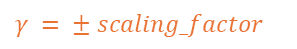 γ = ± scaling_factor